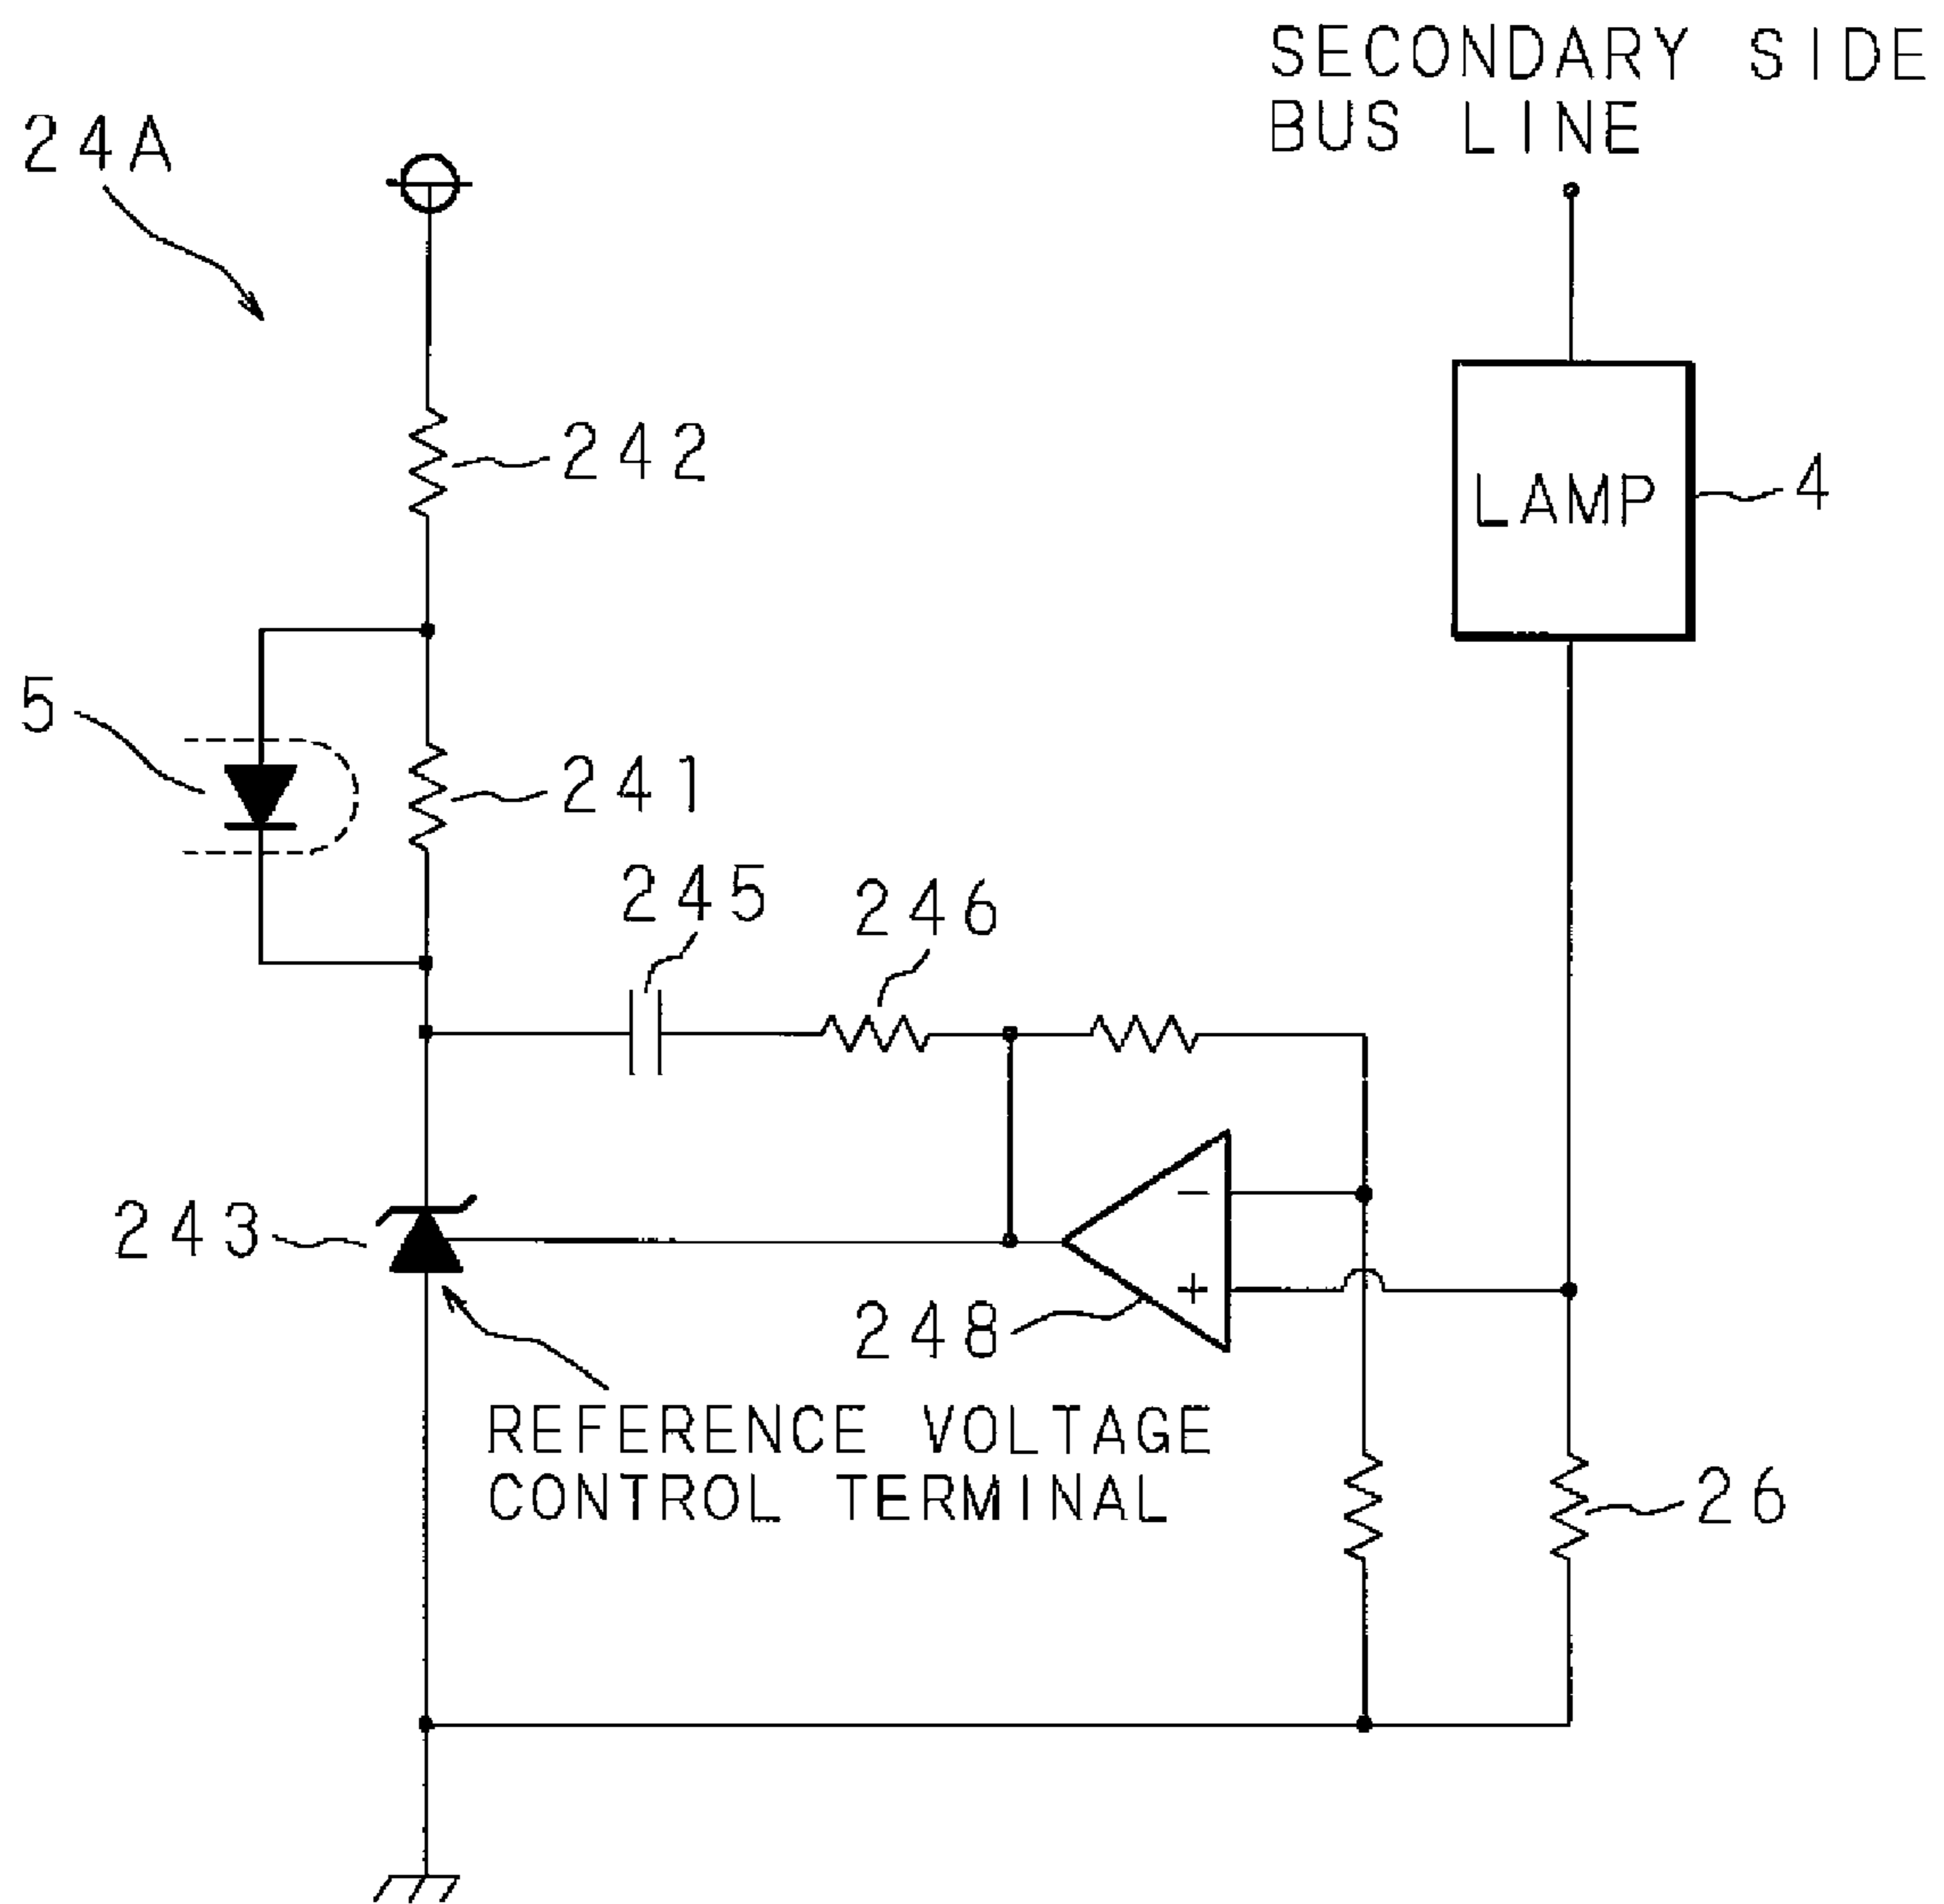 SECONDARY SIDE
BUS LINE
24A
242
LAMP
4
5
241
245
246
243
-
+
248
REFERENCE VOLTAGE
CONTROL TERMINAL
26